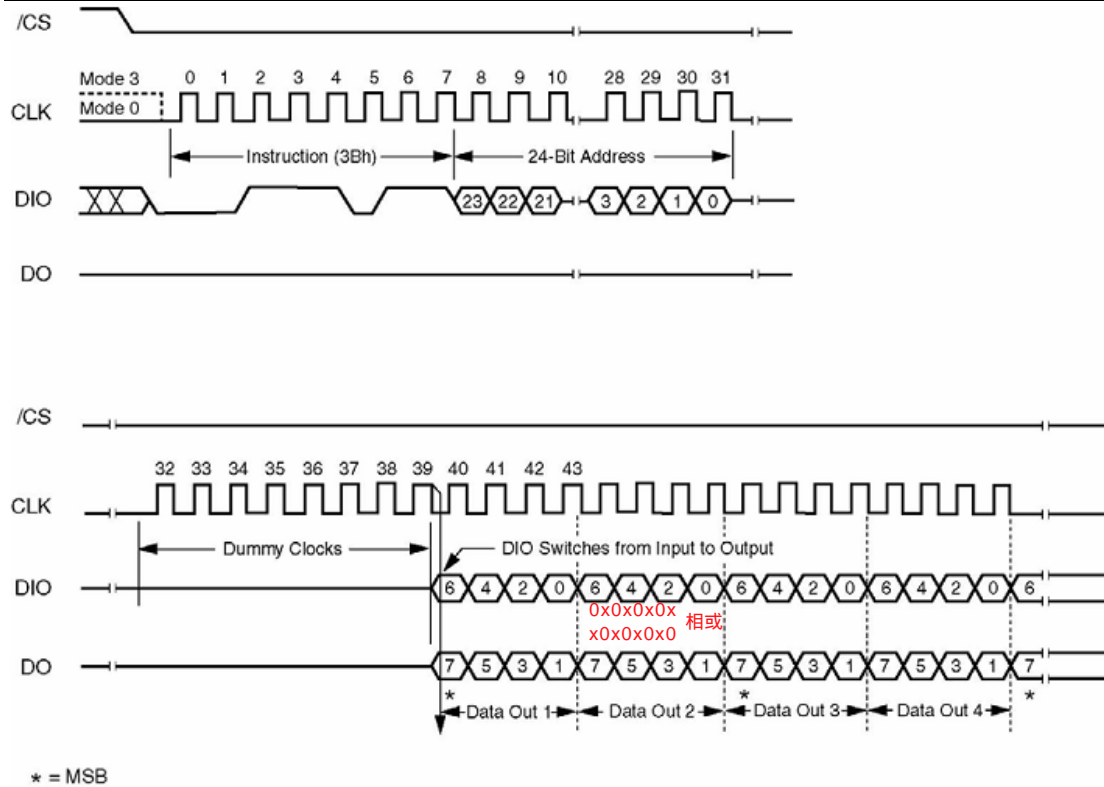 /CS
Mode 3 0 1 2 3 4 5 6 7 8 9 10 28 29 30 31
CLK Mode 0
Instruction (3Bh) 24-Bit Address
DIO 23 22 21 3 2 1 0
DO
/CS
32 33 34 35 36 37 38 39 40 41 42 43
CLK
Dummy Clocks DIO Switches from Input to Output
DIO 6 4 2 0 6 4 2 0 6 4 2 0 6 4 2 0 6
0x0x0x0x
x0x0x0x0 相或
DO 7 5 3 1 7 5 3 1 7 5 3 1 7 5 3 1 7
* * *
Data Out 1 Data Out 2 Data Out 3 Data Out 4
* = MSB